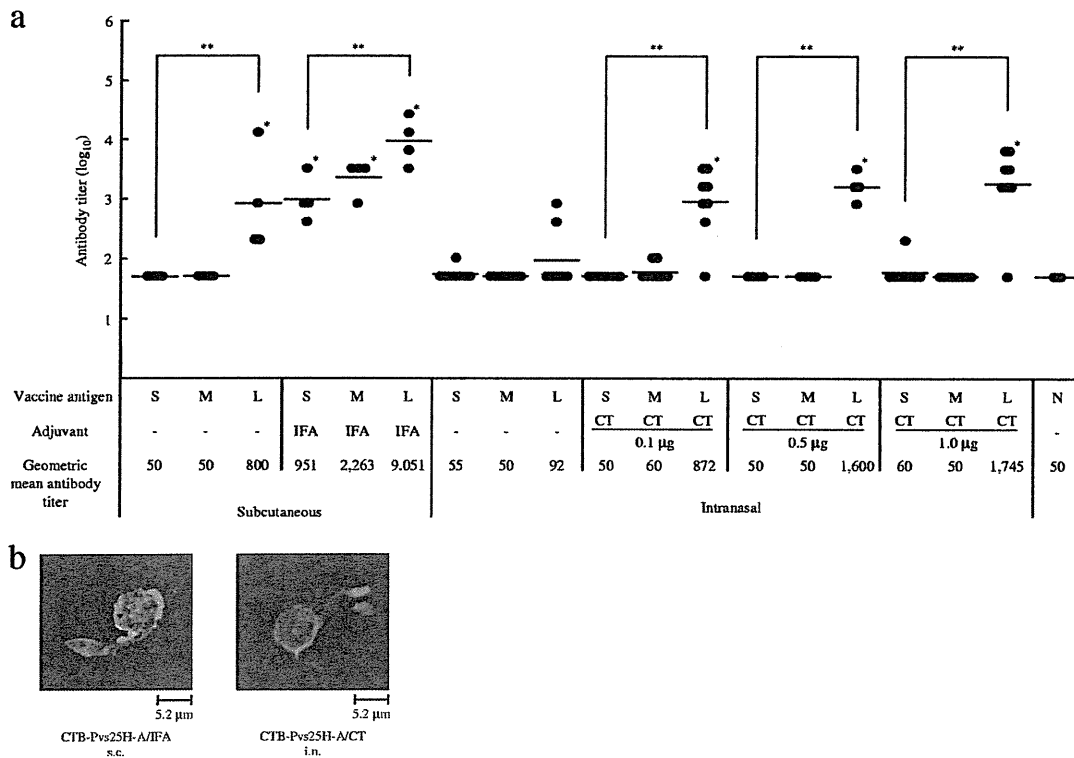 a
6
** ** ** ** **
5
* *
4
* * * * *
3
2
1
Antibody titer (log10)
Vaccine antigen S M L S M L S M L S M L S M L S M L N
Adjuvant - - - IFA IFA IFA - - - CT CT CT CT CT CT CT CT CT -
0.1 µg 0.5 µg 1.0 µg
Geometric mean antibody titer 50 50 800 951 2,263 9.051 55 50 92 50 60 872 50 50 1,600 60 50 1,745 50
Subcutaneous Intranasal
b
5.2 µm 5.2 µm
CTB-Pvs25H-A/IFA CTB-Pvs25H-A/CT
s.c. i.n.